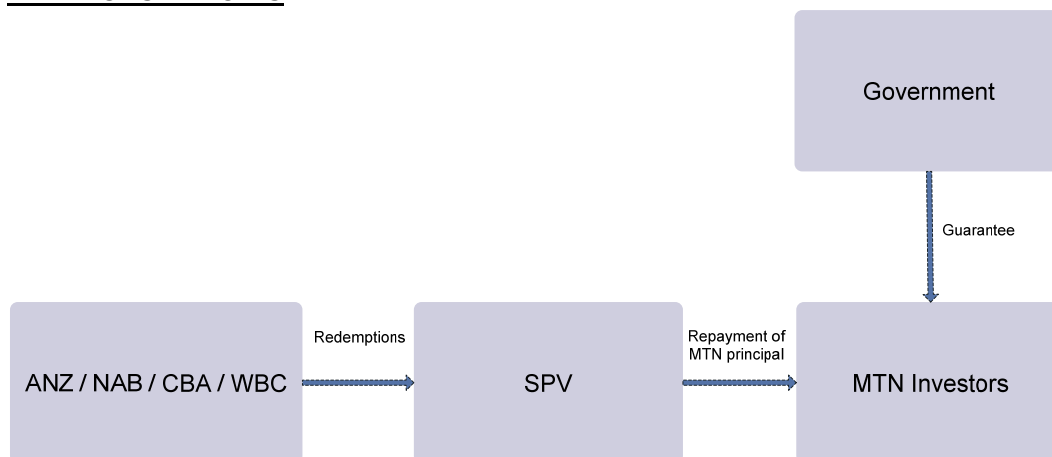 Government
Guarantee
Redemptions
Repayment of
MTN principal
ANZ / NAB / CBA / WBC
SPV
MTN Investors